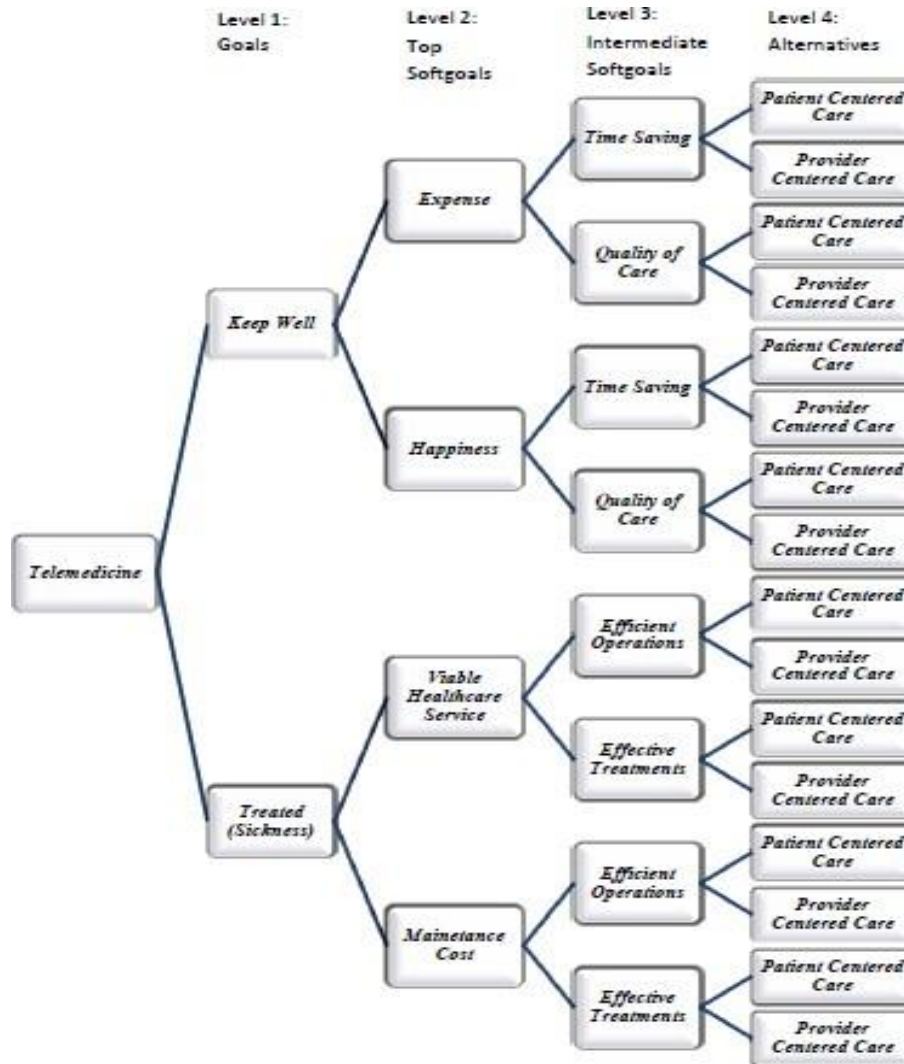 Level 1:
Goals
Level 2:
Top
Softgoals
Level 3:
Intermediate
Softgoals
Level 4:
Alternatives
Telemedicine
Keep Well
Treated
(Sickness)
Expense
Happiness
Viable
Healthcare
Service
Mainetance
Cost
Time Saving
Quality of
Care
Time Saving
Quality of
Care
Efficient
Operations
Effective
Treatments
Efficient
Operations
Effective
Treatments
Patient Centered
Care
Provider
Centered Care
Patient Centered
Care
Provider
Centered Care
Patient Centered
Care
Provider
Centered Care
Patient Centered
Care
Provider
Centered Care
Patient Centered
Care
Provider
Centered Care
Patient Centered
Care
Provider
Centered Care
Patient Centered
Care
Provider
Centered Care
Patient Centered
Care
Provider
Centered Care